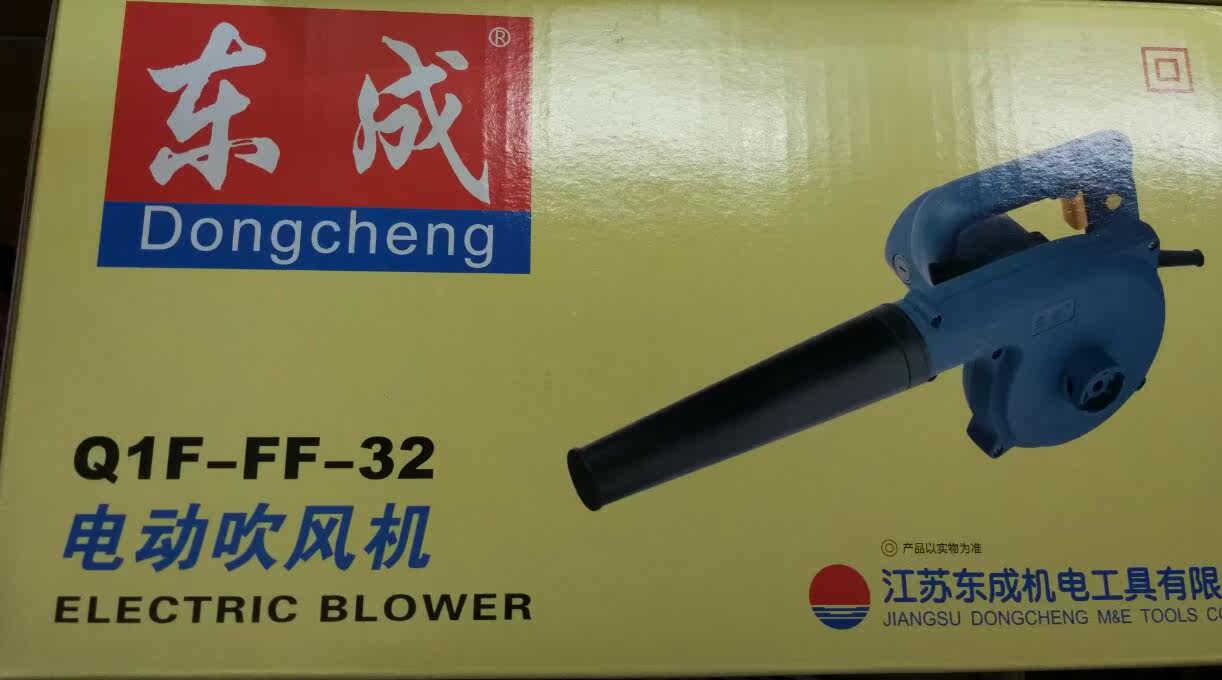 东成®
Dongcheng
Q1F-FF-32
电动吹风机
ELECTRIC BLOWER
产品以实物为准
江苏东成机电工具有限
JIANGSU DONGCHENG M&E TOOLS CO